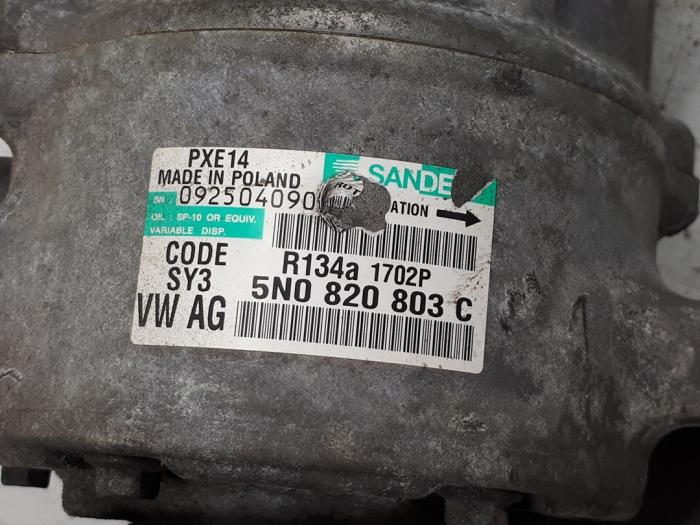 PXE14
MADE IN POLAND
SANDE
SN : 092504090
ATION
OIL : SP-10 OR EQUIV.
VARIABLE DISP.
CODE
SY3
R134a 1702P
5N0 820 803 C
VW AG